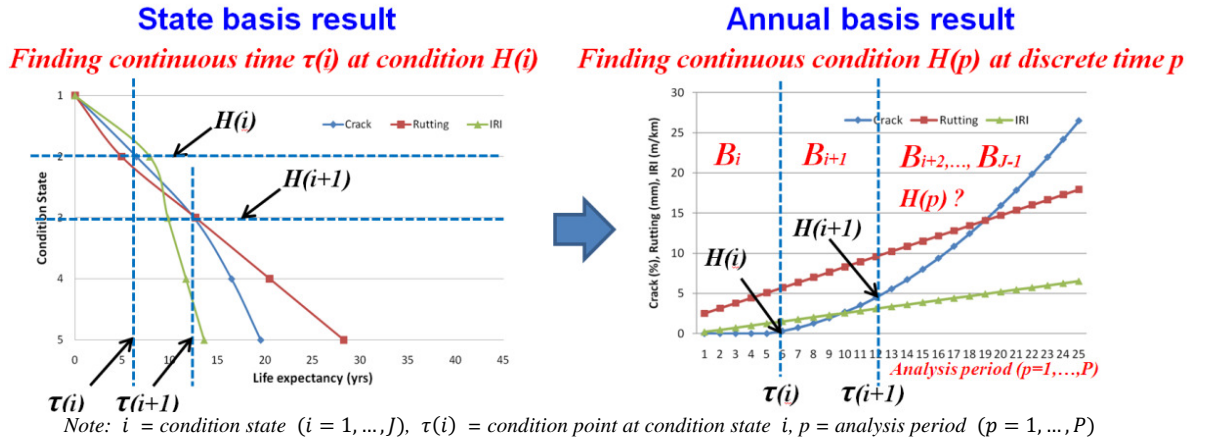 State basis result
Finding continuous time τ(i) at condition H(i)
1
2
3
4
5
Condition State
Crack Rutting IRI
H(i)
H(i+1)
0 5 10 15 20 25 30 35 40 45
Life expectancy (yrs)
τ(i) τ(i+1)
Annual basis result
Finding continuous condition H(p) at discrete time p
30
25
20
15
10
5
0
Crack (%), Rutting (mm), IRI (m/km)
Crack Rutting IRI
Bi Bi+1 Bi+2,…, BJ-1
H(p) ?
H(i+1)
H(i)
1 2 3 4 5 6 7 8 9 10 11 12 13 14 15 16 17 18 19 20 21 22 23 24 25
Analysis period (p=1,…,P)
τ(i) τ(i+1)
Note: i = condition state (i = 1, … , J), τ(i) = condition point at condition state i, p = analysis period (p = 1, … , P)